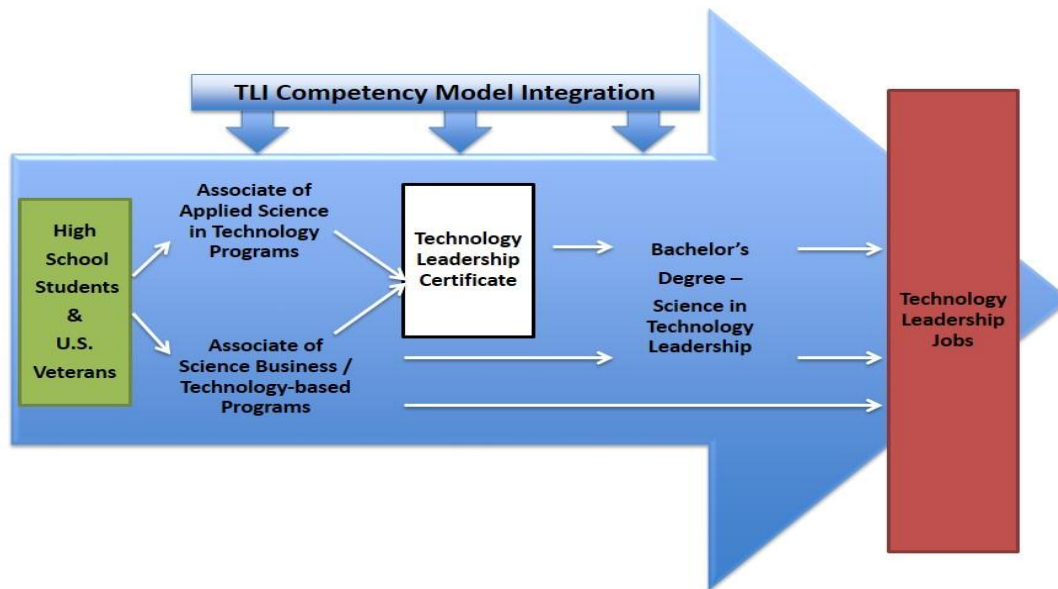 TLI Competency Model Integration
High
School
Students
&
U.S.
Veterans
Associate of
Applied Science
in Technology
Programs
Associate of
Science Business /
Technology-based
Programs
Technology
Leadership
Certificate
Bachelor’s
Degree –
Science in
Technology
Leadership
Technology
Leadership
Jobs